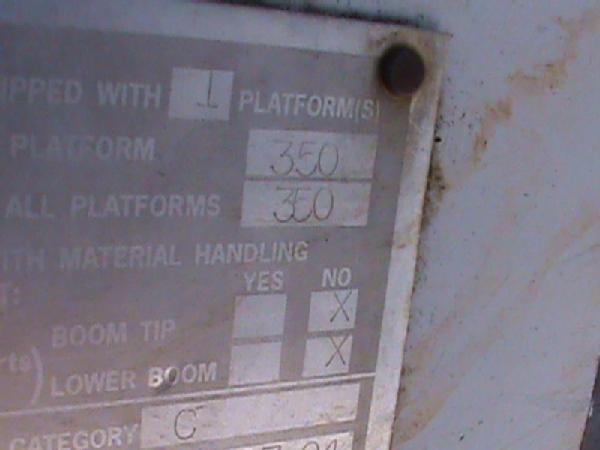 IPPED WITH 1 PLATFORM(S)
PLATFORM 350
ALL PLATFORMS 350
ITH MATERIAL HANDLING
T: YES NO
BOOM TIP X
rts) LOWER BOOM X
CATEGORY C